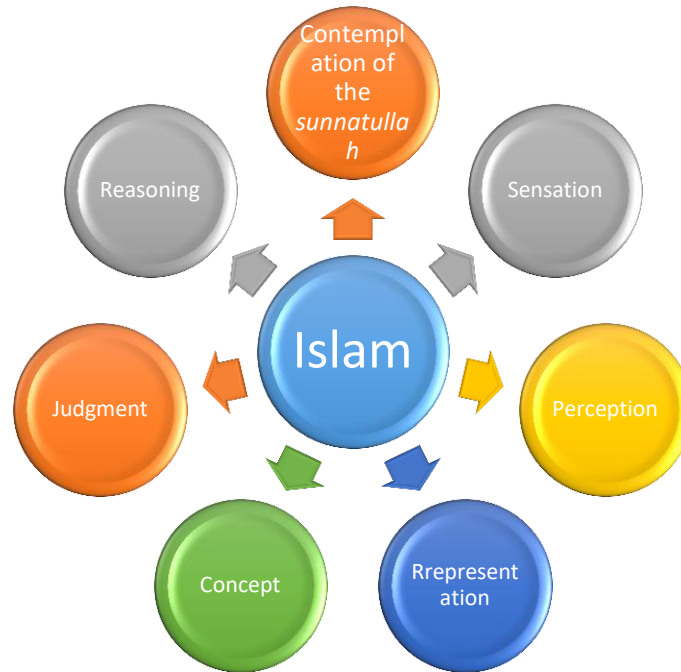 Contempl
ation of
the
sunnatulla
h
Reasoning
Sensation
Islam
Judgment
Perception
Concept
Rrepresent
ation